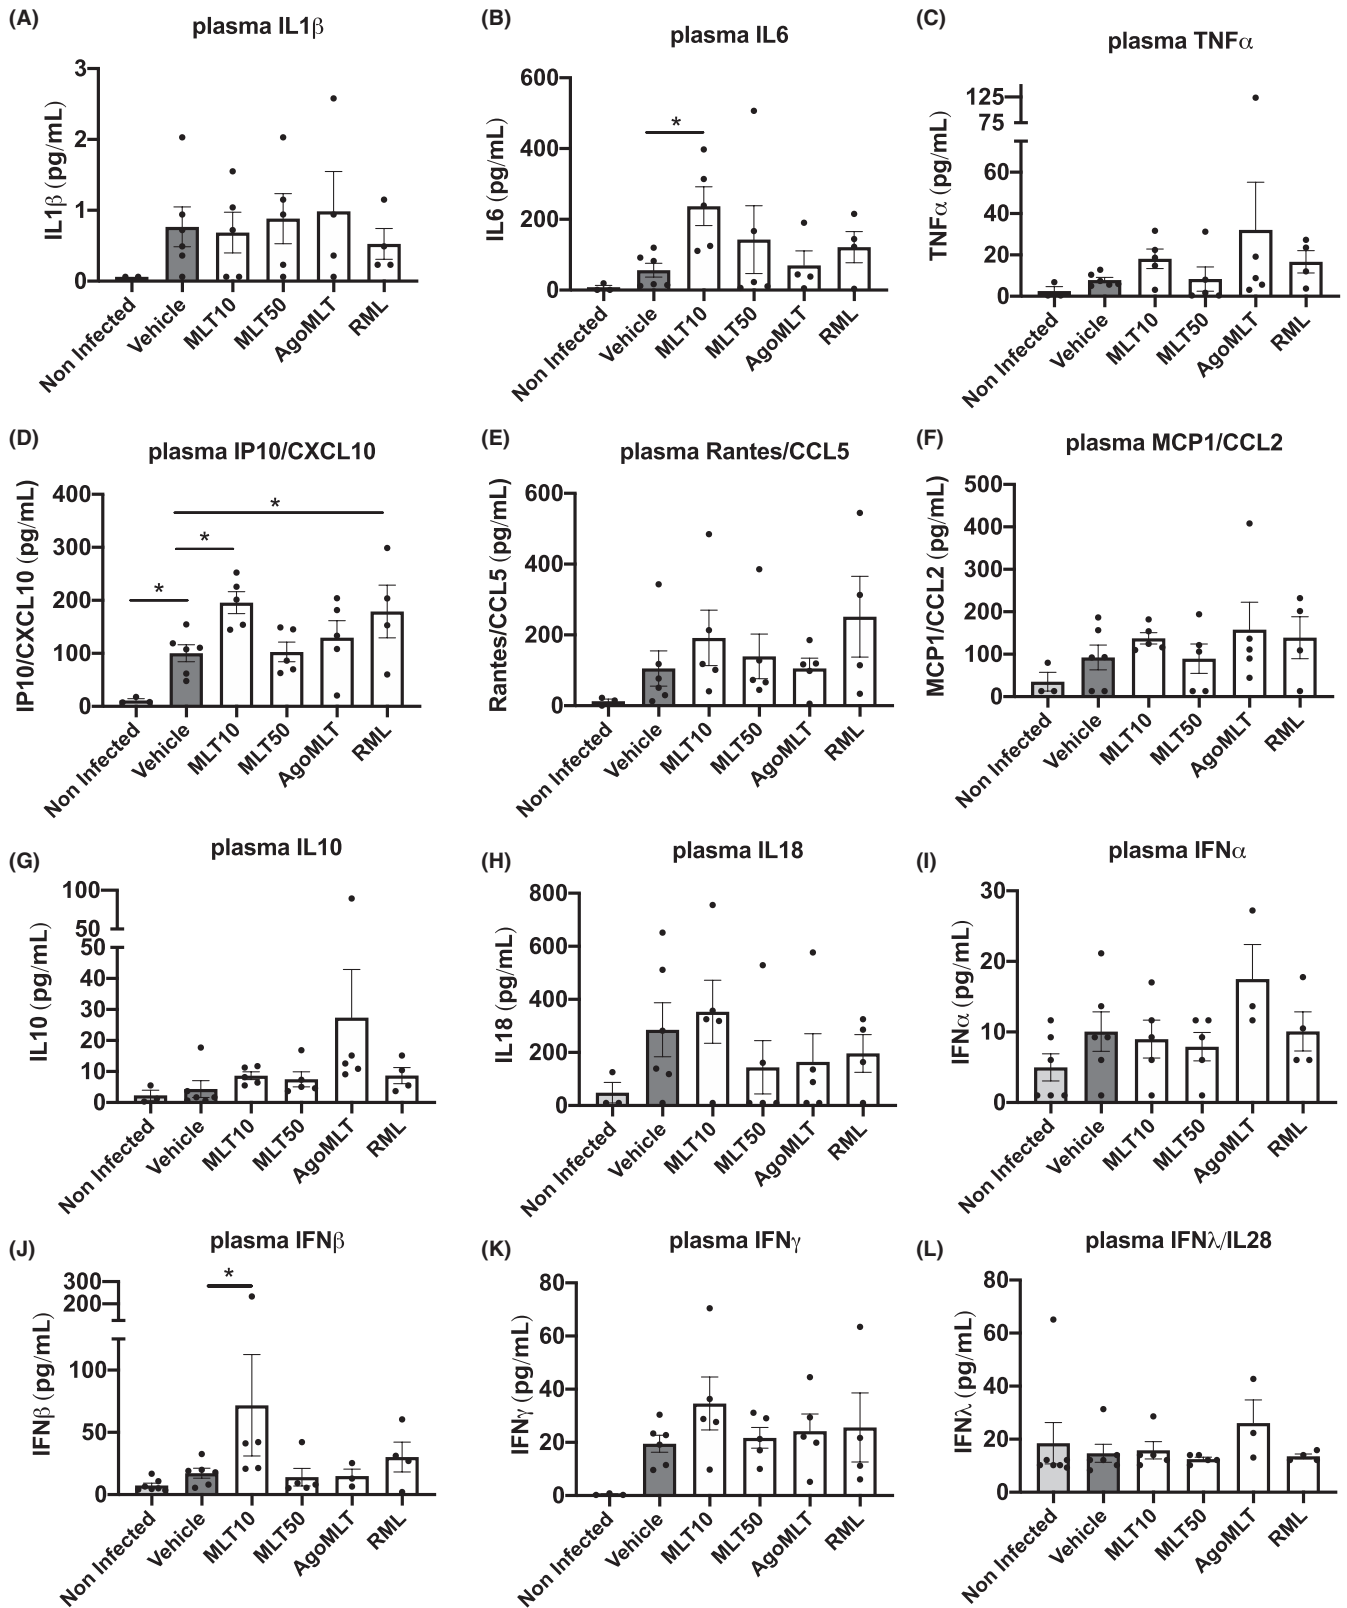 (A)
plasma IL1β
IL1β (pg/mL)
3
2
1
0
Non Infected
Vehicle
MLT10
MLT50
AgoMLT
RML
(B)
plasma IL6
IL6 (pg/mL)
600
400
200
0
*
Non Infected
Vehicle
MLT10
MLT50
AgoMLT
RML
(C)
plasma TNFα
TNFα (pg/mL)
125
75
60
40
20
0
Non Infected
Vehicle
MLT10
MLT50
AgoMLT
RML
(D)
plasma IP10/CXCL10
IP10/CXCL10 (pg/mL)
400
300
200
100
0
*
*
*
Non Infected
Vehicle
MLT10
MLT50
AgoMLT
RML
(E)
plasma Rantes/CCL5
Rantes/CCL5 (pg/mL)
600
400
200
0
Non Infected
Vehicle
MLT10
MLT50
AgoMLT
RML
(F)
plasma MCP1/CCL2
MCP1/CCL2 (pg/mL)
500
400
300
200
100
0
Non Infected
Vehicle
MLT10
MLT50
AgoMLT
RML
(G)
plasma IL10
IL10 (pg/mL)
100
50
50
40
30
20
10
0
Non Infected
Vehicle
MLT10
MLT50
AgoMLT
RML
(H)
plasma IL18
IL18 (pg/mL)
800
600
400
200
0
Non Infected
Vehicle
MLT10
MLT50
AgoMLT
RML
(I)
plasma IFNα
IFNα (pg/mL)
30
20
10
0
Non Infected
Vehicle
MLT10
MLT50
AgoMLT
RML
(J)
plasma IFNβ
IFNβ (pg/mL)
300
200
100
50
0
*
Non Infected
Vehicle
MLT10
MLT50
AgoMLT
RML
(K)
plasma IFNγ
IFNγ (pg/mL)
80
60
40
20
0
Non Infected
Vehicle
MLT10
MLT50
AgoMLT
RML
(L)
plasma IFNλ/IL28
IFNλ (pg/mL)
80
60
40
20
0
Non Infected
Vehicle
MLT10
MLT50
AgoMLT
RML